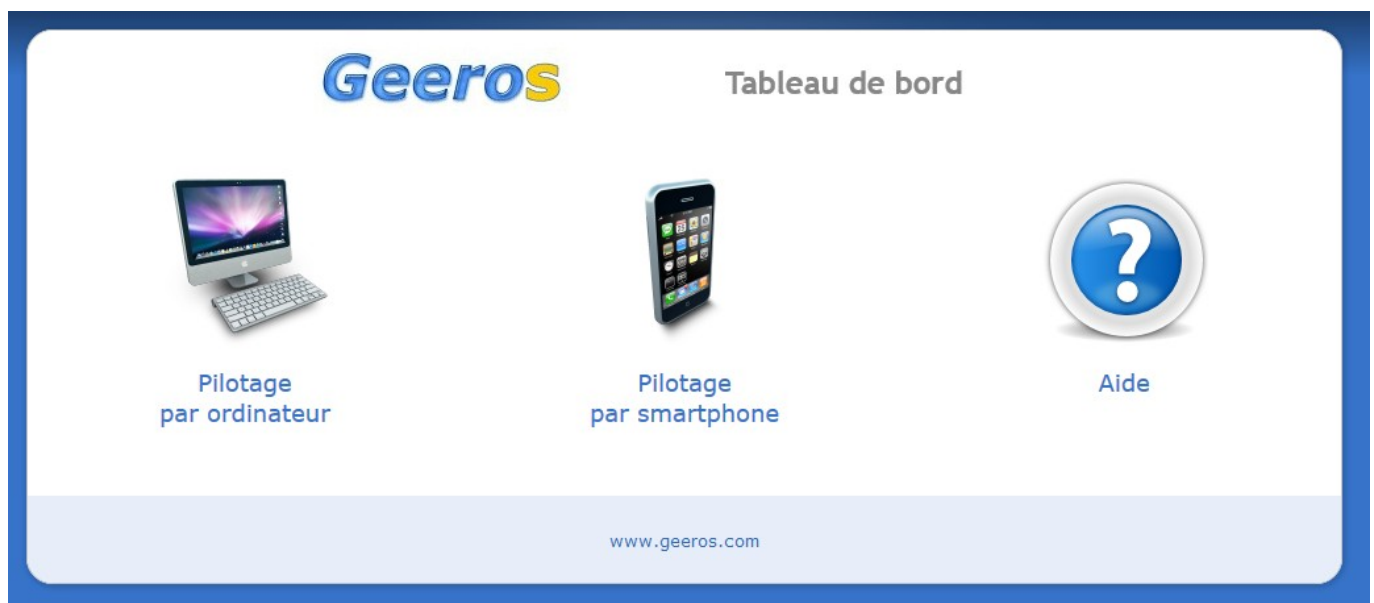 Geeros
Tableau de bord
Pilotage
par ordinateur
Pilotage
par smartphone
Aide
www.geeros.com